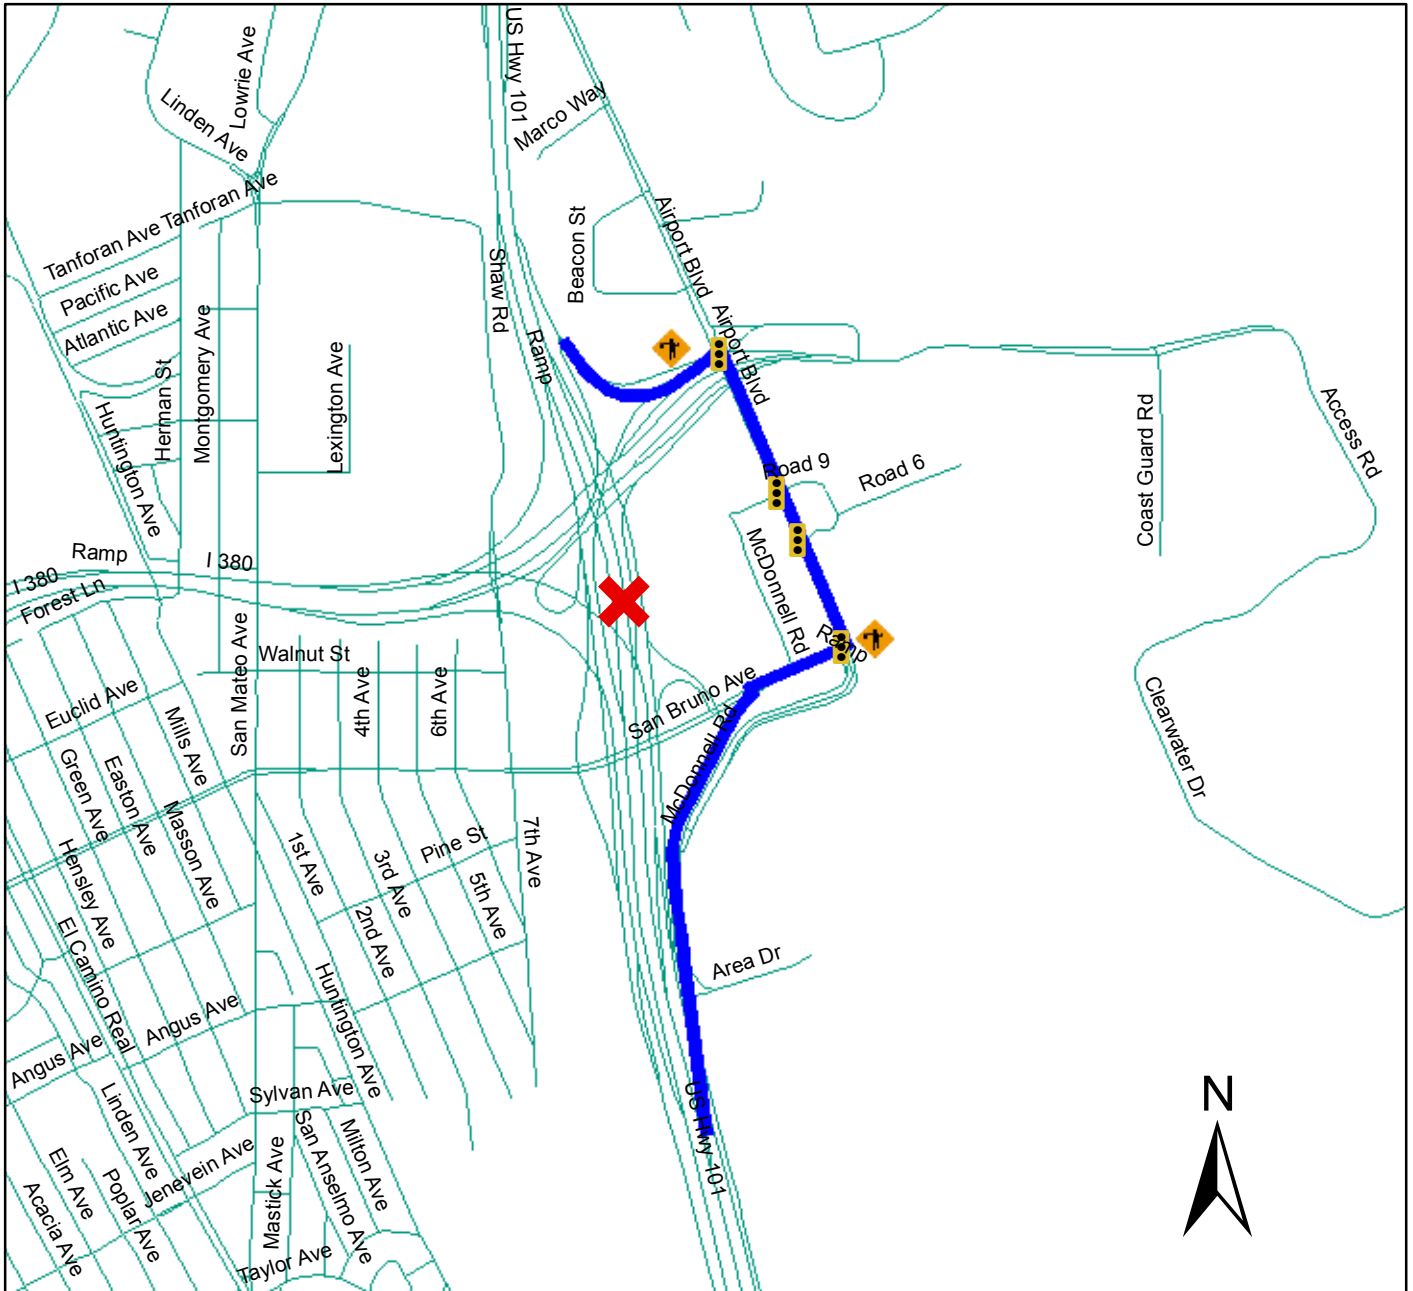 US Hwy 101
Lowrie Ave
Linden Ave
Marco Way
Tanforan Ave
Tanforan Ave
Pacific Ave
Atlantic Ave
Beacon St
Airport Blvd
Shaw Rd
Ramp
Airport Blvd
Herman St
Montgomery Ave
Lexington Ave
Huntington Ave
Road 9
Road 6
Coast Guard Rd
Access Rd
Ramp
I 380
I 380
Forest Ln
McDonnell Rd
Ramp
Walnut St
San Mateo Ave
Euclid Ave
Mills Ave
4th Ave
6th Ave
San Bruno Ave
McDonnell Rd
Clearwater Dr
Green Ave
Easton Ave
Masson Ave
Hensley Ave
1st Ave
3rd Ave
Pine St
5th Ave
7th Ave
2nd Ave
El Camino Real
Huntington Ave
Area Dr
Angus Ave
Angus Ave
Sylvan Ave
US Hwy 101
Linden Ave
Elm Ave
Acacia Ave
Poplar Ave
Jenevein Ave
Mastick Ave
San Anselmo Ave
Milton Ave
Taylor Ave
N